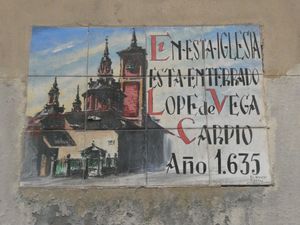 EN ESTA IGLESIA
ESTA ENTERRADO
LOPE de VEGA
CARPIO
AÑO 1.635